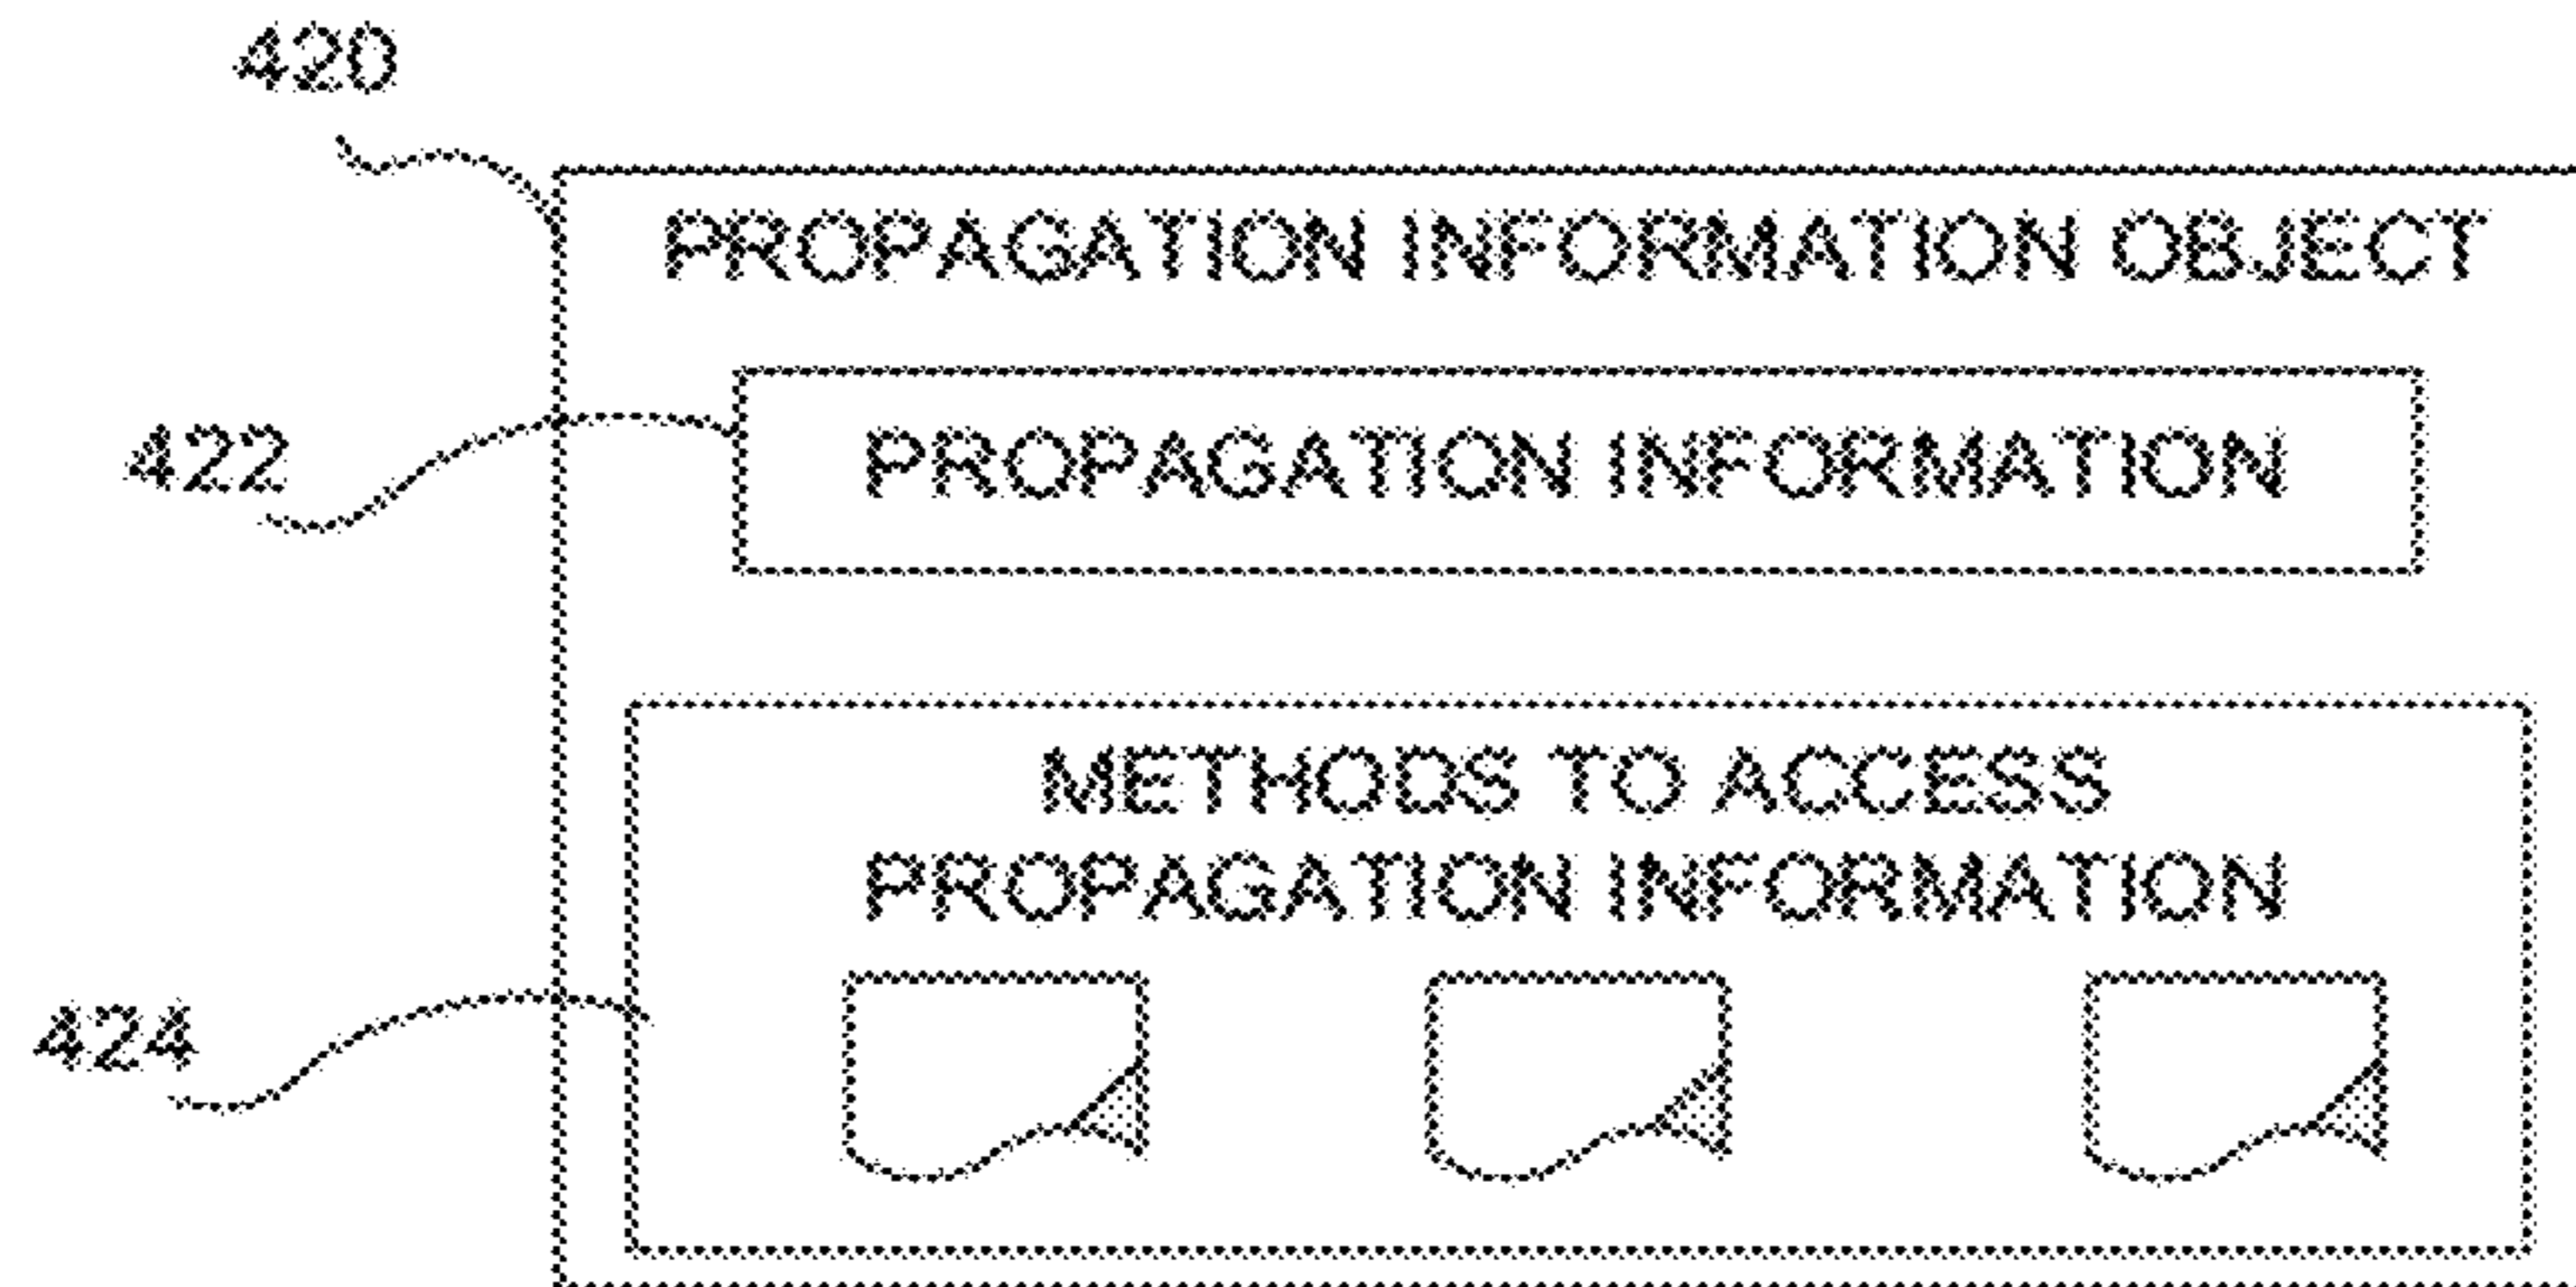 420
PROPAGATION INFORMATION OBJECT
422
PROPAGATION INFORMATION
METHODS TO ACCESS
PROPAGATION INFORMATION
424